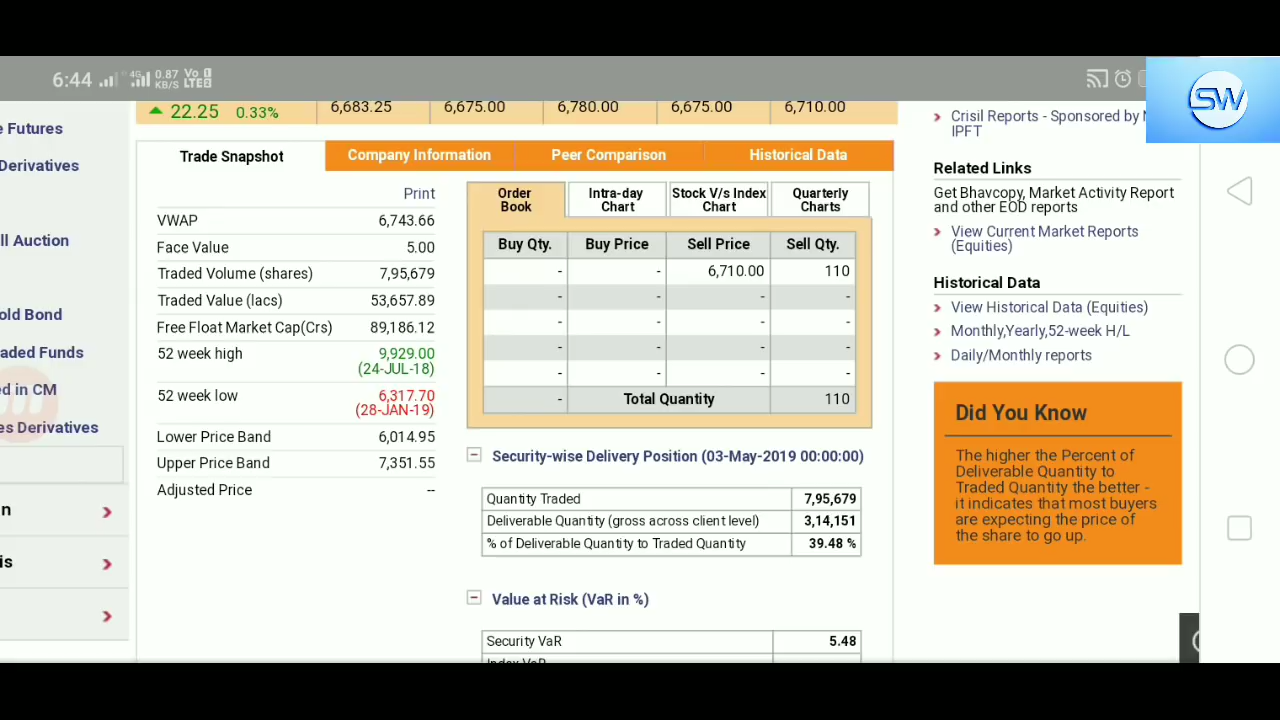 6:44 4G 0.87 KB/S Vo LTE2
SW
22.25 0.33% 6,683.25 6,675.00 6,780.00 6,675.00 6,710.00
e Futures
Derivatives
ll Auction
old Bond
aded Funds
d in CM
es Derivatives
n
is
Trade Snapshot Company Information Peer Comparison Historical Data
Print
VWAP 6,743.66
Face Value 5.00
Traded Volume (shares) 7,95,679
Traded Value (lacs) 53,657.89
Free Float Market Cap(Crs) 89,186.12
52 week high 9,929.00
(24-JUL-18)
52 week low 6,317.70
(28-JAN-19)
Lower Price Band 6,014.95
Upper Price Band 7,351.55
Adjusted Price --
Order Intra-day Stock V/s Index Quarterly
Book Chart Chart Charts
Buy Qty. Buy Price Sell Price Sell Qty.
- - 6,710.00 110
- - - -
- - - -
- - - -
- - - -
- Total Quantity 110
Security-wise Delivery Position (03-May-2019 00:00:00)
Quantity Traded 7,95,679
Deliverable Quantity (gross across client level) 3,14,151
% of Deliverable Quantity to Traded Quantity 39.48 %
Value at Risk (VaR in %)
Security VaR 5.48
Index VaR
Crisil Reports - Sponsored by
IPFT
Related Links
Get Bhavcopy, Market Activity Report
and other EOD reports
View Current Market Reports
(Equities)
Historical Data
View Historical Data (Equities)
Monthly,Yearly,52-week H/L
Daily/Monthly reports
Did You Know
The higher the Percent of
Deliverable Quantity to
Traded Quantity the better -
it indicates that most buyers
are expecting the price of
the share to go up.